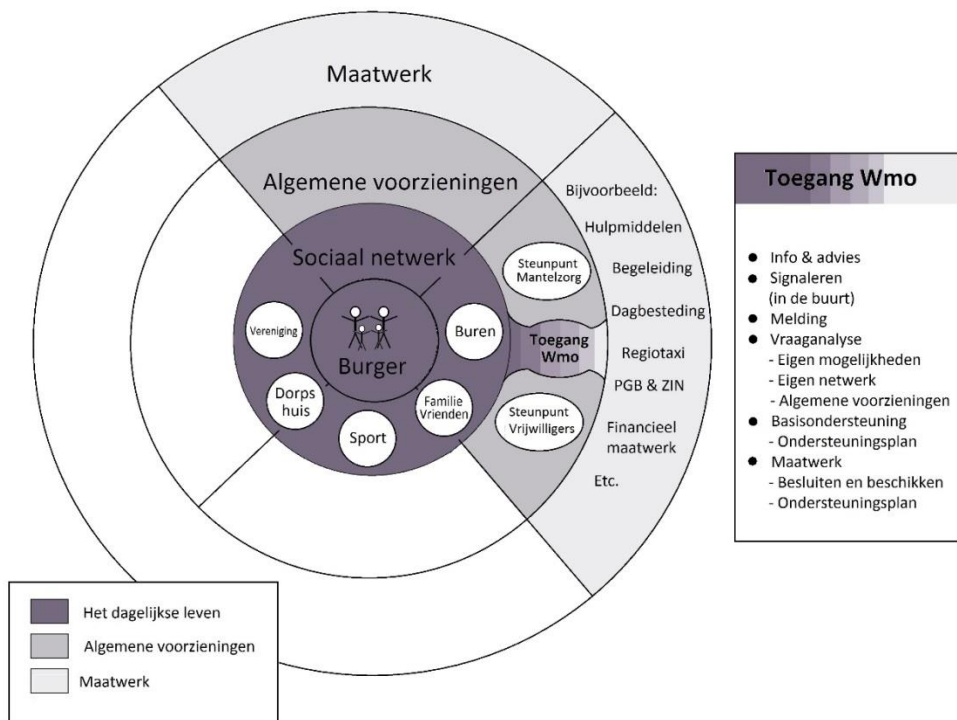 Maatwerk
Algemene voorzieningen
Sociaal netwerk
Burger
Vereniging
Dorps
huis
Sport
Familie
Vrienden
Buren
Steunpunt
Mantelzorg
Toegang
Wmo
Steunpunt
Vrijwilligers
Bijvoorbeeld:
Hulpmiddelen
Begeleiding
Dagbesteding
Regiotaxi
PGB & ZIN
Financieel
maatwerk
Etc.
Toegang Wmo
● Info & advies
● Signaleren
(in de buurt)
● Melding
● Vraaganalyse
- Eigen mogelijkheden
- Eigen netwerk
- Algemene voorzieningen
● Basisondersteuning
- Ondersteuningsplan
● Maatwerk
- Besluiten en beschikken
- Ondersteuningsplan
Het dagelijkse leven
Algemene voorzieningen
Maatwerk